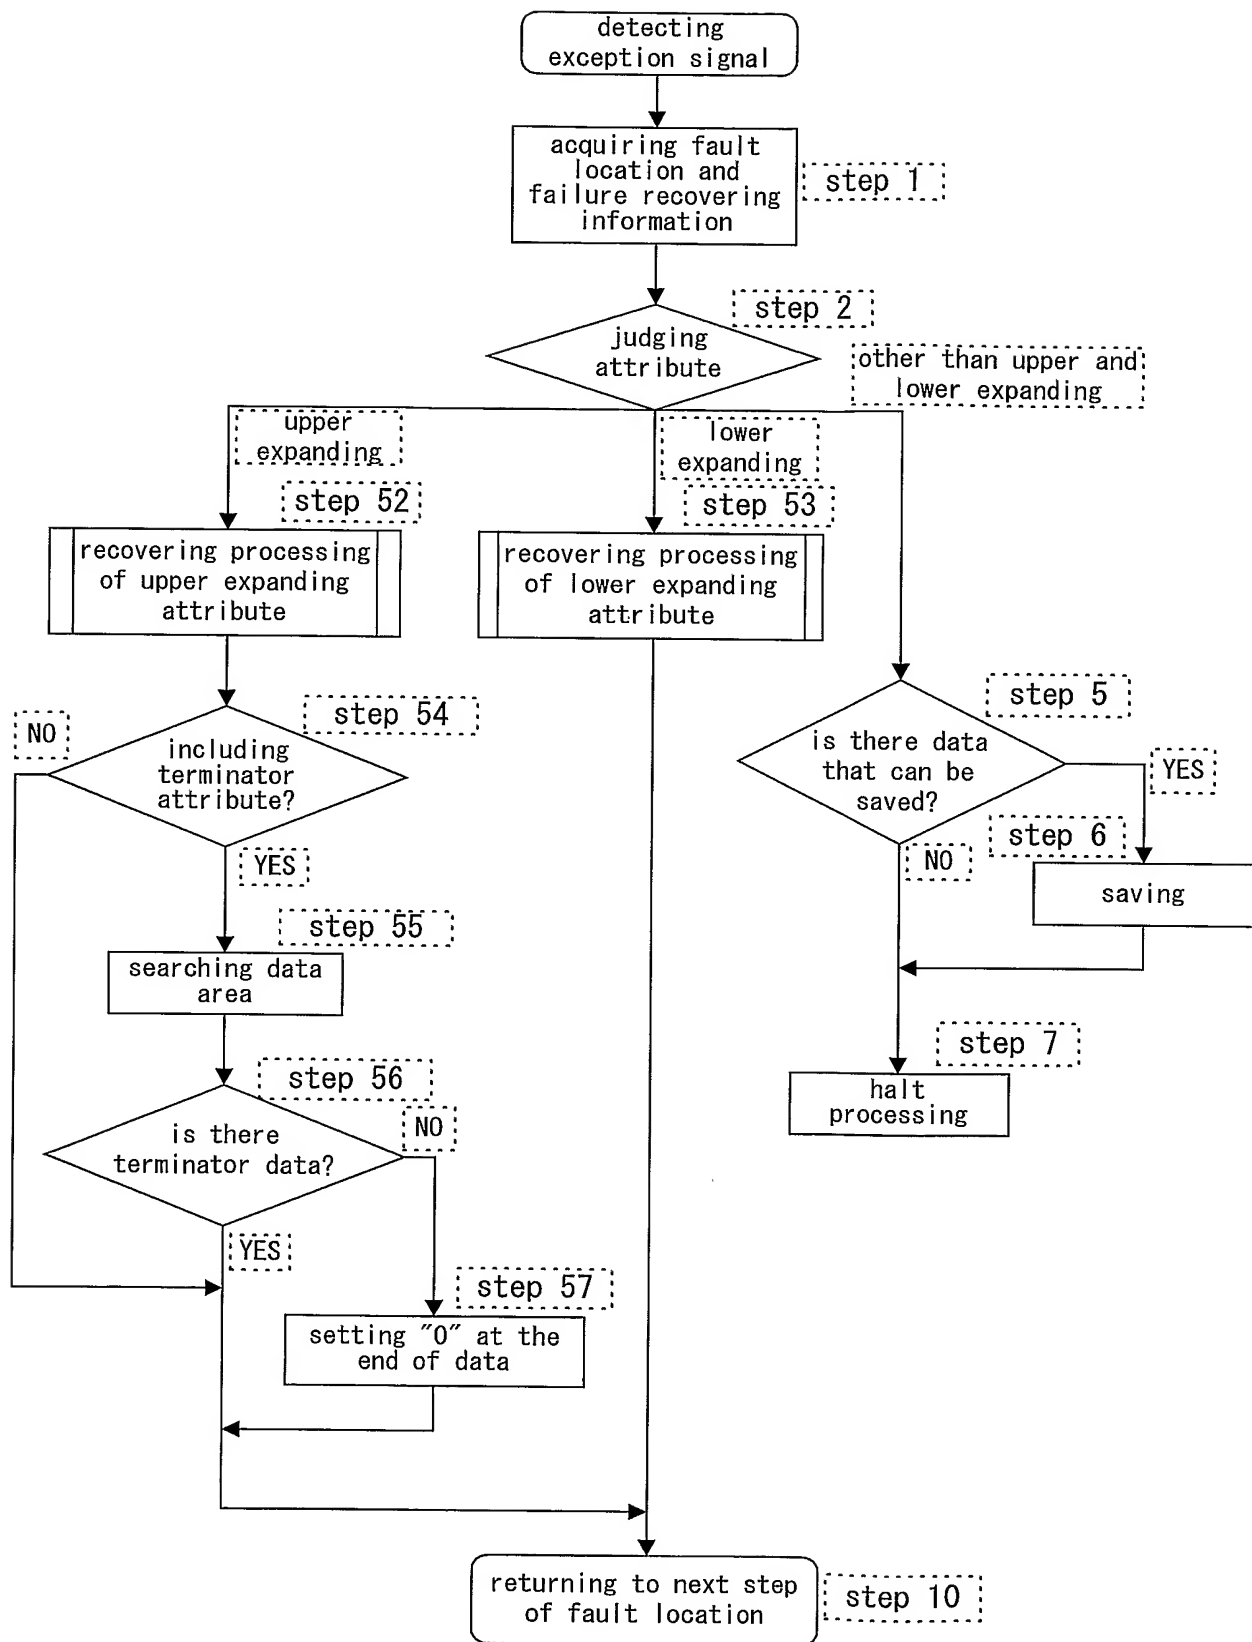 detecting
exception signal
acquiring fault
location and
failure recovering
information
step 1
step 2
judging
attribute
other than upper and
lower expanding
upper
expanding
lower
expanding
step 52
step 53
recovering processing
of upper expanding
attribute
recovering processing
of lower expanding
attribute
step 54
NO
including
terminator
attribute?
YES
step 5
is there data
that can be
saved?
YES
NO
step 6
saving
step 55
searching data
area
step 7
halt
processing
step 56
is there
terminator data?
NO
YES
step 57
setting "0" at the
end of data
returning to next step
of fault location
step 10